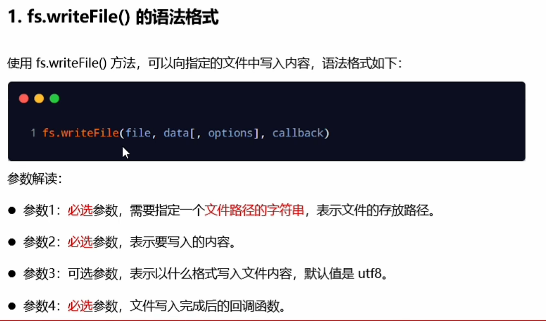 1. fs.writeFile() 的语法格式
使用 fs.writeFile() 方法，可以向指定的文件中写入内容，语法格式如下：
1 fs.writeFile(file, data[, options], callback)
参数解读：
● 参数1：必选参数，需要指定一个文件路径的字符串，表示文件的存放路径。
● 参数2：必选参数，表示要写入的内容。
● 参数3：可选参数，表示以什么格式写入文件内容，默认值是 utf8。
● 参数4：必选参数，文件写入完成后的回调函数。